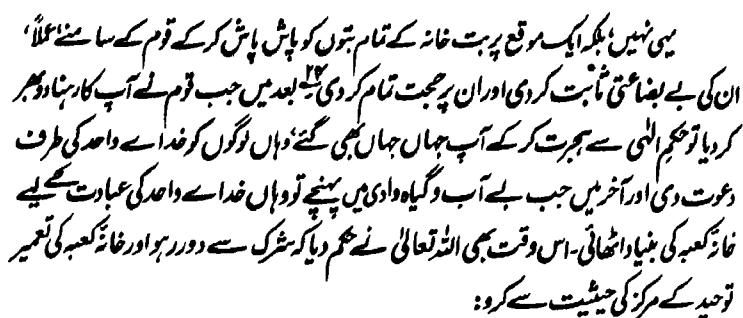 یہی نہیں؛ بلکہ ایک موقع پر بت خانہ کے تمام بتوں کو پاش پاش کر کے قوم کے سامنے 'عملاً'
ان کی بے بضاعتی ثابت کر دی اور ان پر حجت تمام کر دی۲۴؎ بعد میں جب قوم نے آپ کا رہنا دوبھر
کر دیا تو حکم الٰہی سے ہجرت کر کے آپ جہاں جہاں بھی گئے، وہاں لوگوں کو خداے واحد کی طرف
دعوت دی اور آخر میں جب بے آب و گیاہ وادی میں پہنچے تو وہاں خداے واحد کی عبادت کے لیے
خانۂ کعبہ کی بنیاد اٹھائی۔ اس وقت بھی اللہ تعالیٰ نے حکم دیا کہ شرک سے دور رہو اور خانۂ کعبہ کی تعمیر
توحید کے مرکز کی حیثیت سے کرو: